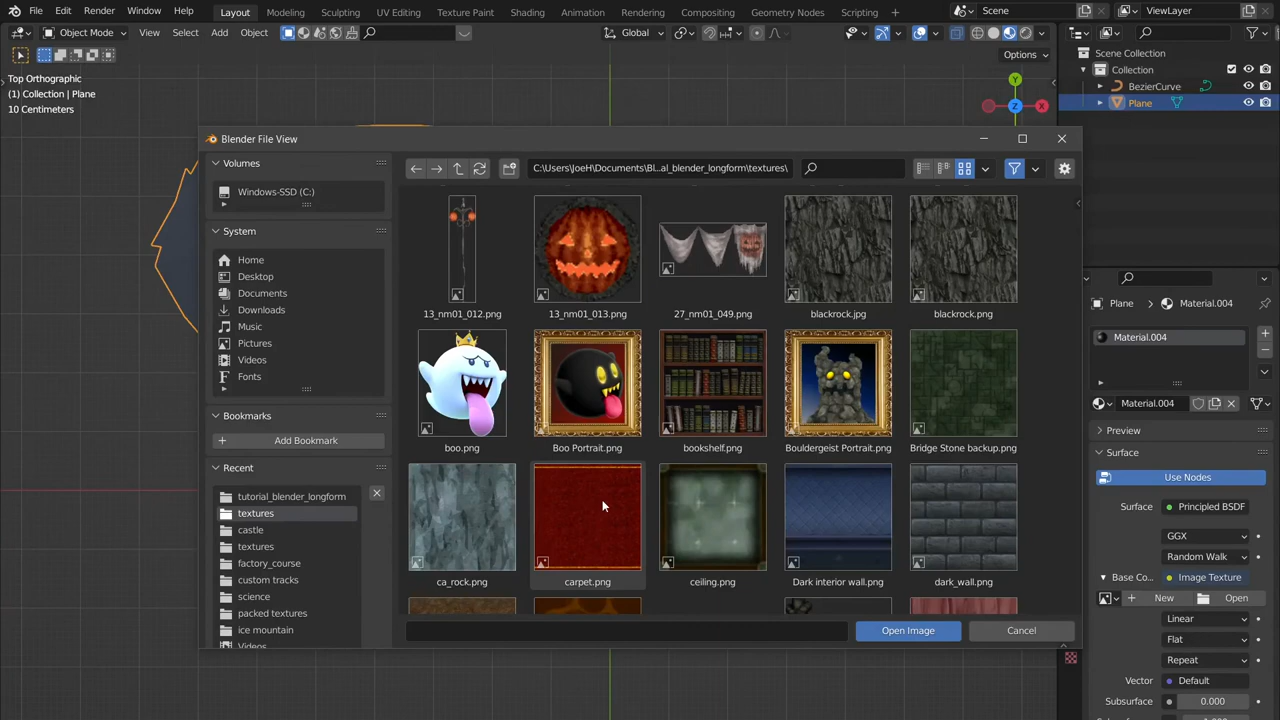 File Edit Render Window Help Layout Modeling Sculpting UV Editing Texture Paint Shading Animation Rendering Compositing Geometry Nodes Scripting + Scene ViewLayer
Object Mode View Select Add Object Global
Options
Top Orthographic
(1) Collection | Plane
10 Centimeters
Y
X
Z
Scene Collection
Collection
BezierCurve
Plane
Blender File View
Volumes
Windows-SSD (C:)
System
Home
Desktop
Documents
Downloads
Music
Pictures
Videos
Fonts
Bookmarks
+ Add Bookmark
Recent
tutorial_blender_longform
textures
castle
textures
factory_course
custom tracks
science
packed textures
ice mountain
Videos
C:\Users\JoeH\Documents\Bl...al_blender_longform\textures\
13_nm01_012.png 13_nm01_013.png 27_nm01_049.png blackrock.jpg blackrock.png
boo.png Boo Portrait.png bookshelf.png Bouldergeist Portrait.png Bridge Stone backup.png
ca_rock.png carpet.png ceiling.png Dark interior wall.png dark_wall.png
Open Image Cancel
Plane > Material.004
Material.004
Material.004
Preview
Surface
Use Nodes
Surface Principled BSDF
GGX
Random Walk
Base Co... Image Texture
+ New Open
Linear
Flat
Repeat
Vector Default
Subsurface 0.000